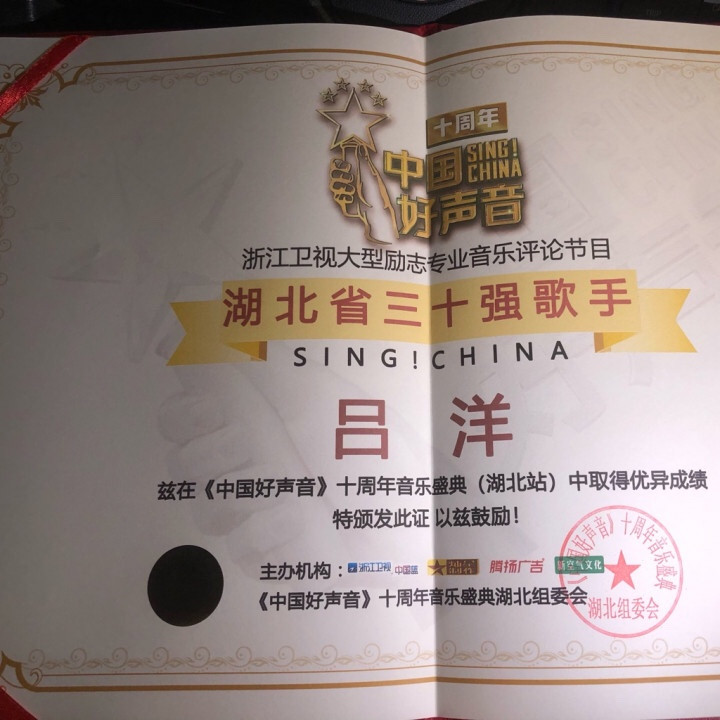 十周年
中国好声音
SING!
CHINA
浙江卫视大型励志专业音乐评论节目
湖北省三十强歌手
SING!CHINA
吕 洋
兹在《中国好声音》十周年音乐盛典（湖北站）中取得优异成绩
特颁发此证 以兹鼓励！
主办机构：浙江卫视 中国蓝 腾扬广告 新空气文化
《中国好声音》十周年音乐盛典湖北组委会
《中国好声音》十周年音乐盛典
湖北组委会